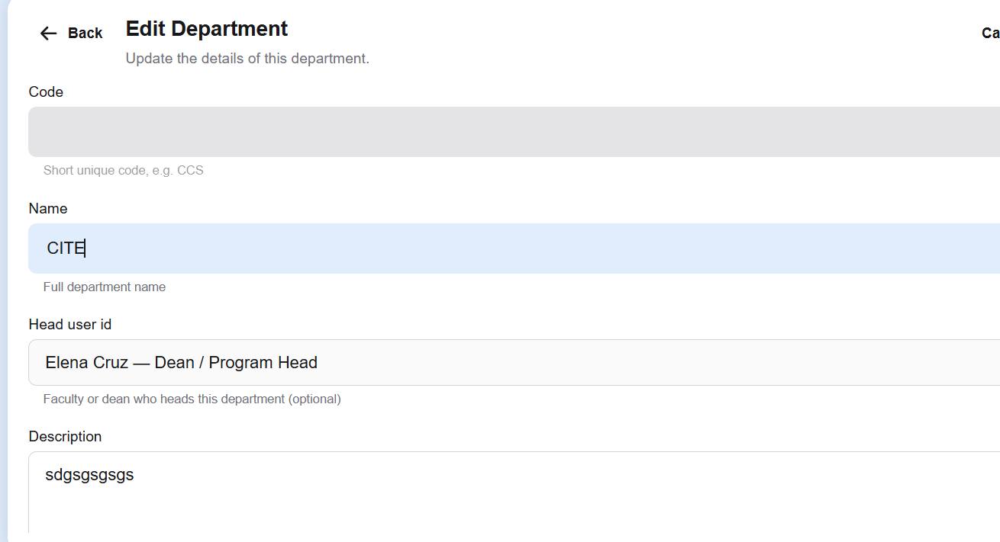 Back
Edit Department
Ca
Update the details of this department.
Code
Short unique code, e.g. CCS
Name
CITE
Full department name
Head user id
Elena Cruz — Dean / Program Head
Faculty or dean who heads this department (optional)
Description
sdgsgsgsgs